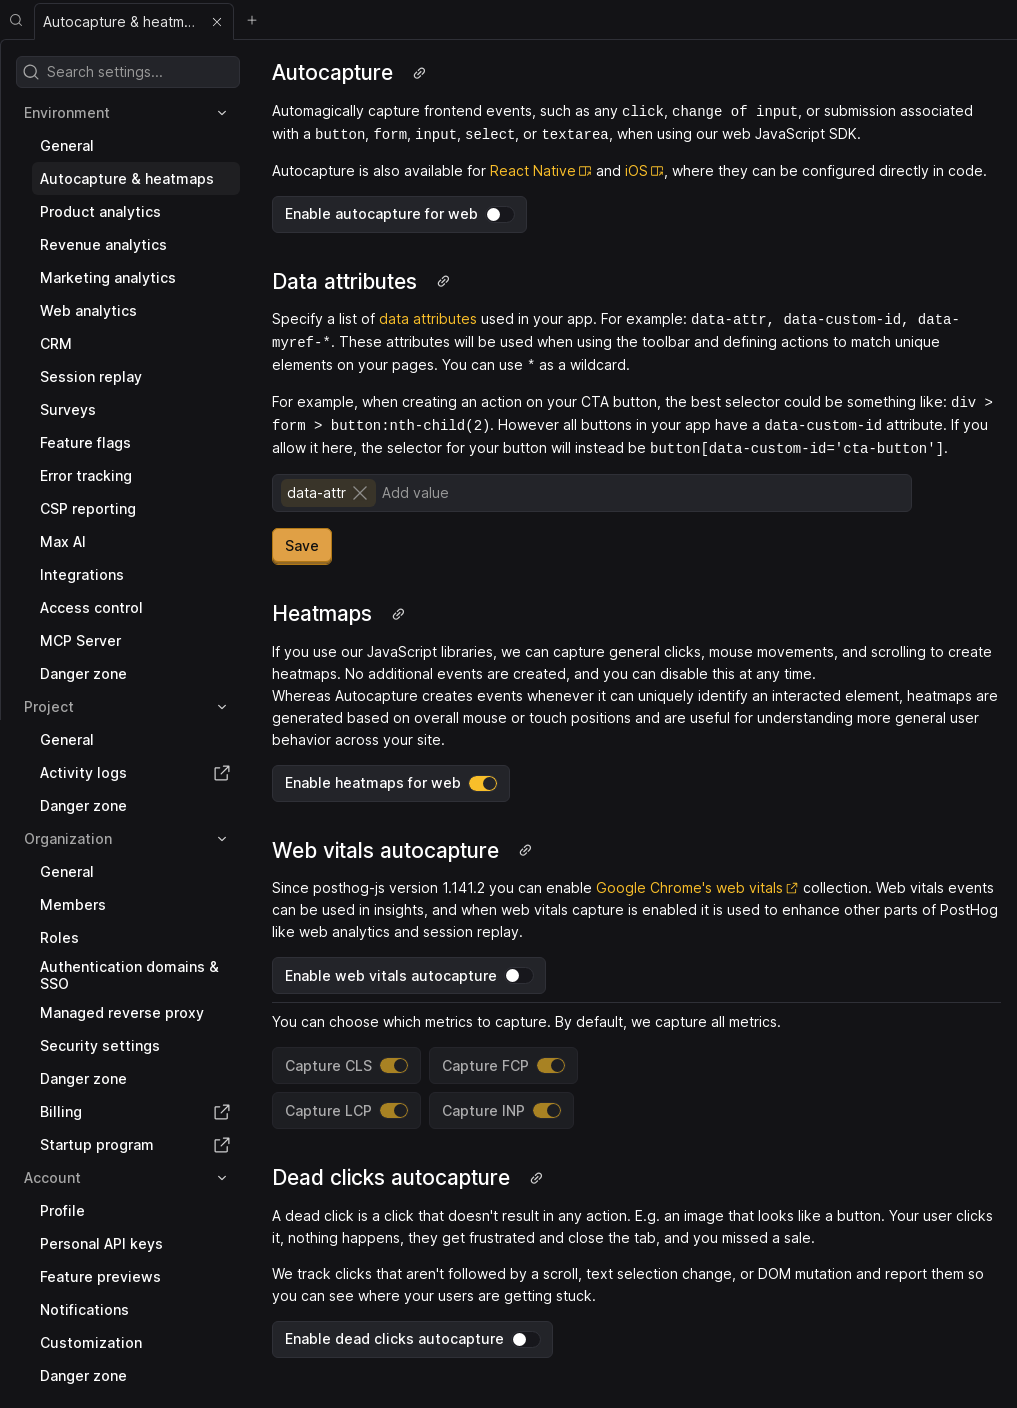 Autocapture & heatm...
Search settings...
Environment
General
Autocapture & heatmaps
Product analytics
Revenue analytics
Marketing analytics
Web analytics
CRM
Session replay
Surveys
Feature flags
Error tracking
CSP reporting
Max AI
Integrations
Access control
MCP Server
Danger zone
Project
General
Activity logs
Danger zone
Organization
General
Members
Roles
Authentication domains &
SSO
Managed reverse proxy
Security settings
Danger zone
Billing
Startup program
Account
Profile
Personal API keys
Feature previews
Notifications
Customization
Danger zone
Autocapture
Automagically capture frontend events, such as any click, change of input, or submission associated
with a button, form, input, select, or textarea, when using our web JavaScript SDK.
Autocapture is also available for React Native and iOS, where they can be configured directly in code.
Enable autocapture for web
Data attributes
Specify a list of data attributes used in your app. For example: data-attr, data-custom-id, data-
myref-*. These attributes will be used when using the toolbar and defining actions to match unique
elements on your pages. You can use * as a wildcard.
For example, when creating an action on your CTA button, the best selector could be something like: div >
form > button:nth-child(2). However all buttons in your app have a data-custom-id attribute. If you
allow it here, the selector for your button will instead be button[data-custom-id='cta-button'].
data-attr Add value
Save
Heatmaps
If you use our JavaScript libraries, we can capture general clicks, mouse movements, and scrolling to create
heatmaps. No additional events are created, and you can disable this at any time.
Whereas Autocapture creates events whenever it can uniquely identify an interacted element, heatmaps are
generated based on overall mouse or touch positions and are useful for understanding more general user
behavior across your site.
Enable heatmaps for web
Web vitals autocapture
Since posthog-js version 1.141.2 you can enable Google Chrome's web vitals collection. Web vitals events
can be used in insights, and when web vitals capture is enabled it is used to enhance other parts of PostHog
like web analytics and session replay.
Enable web vitals autocapture
You can choose which metrics to capture. By default, we capture all metrics.
Capture CLS Capture FCP
Capture LCP Capture INP
Dead clicks autocapture
A dead click is a click that doesn't result in any action. E.g. an image that looks like a button. Your user clicks
it, nothing happens, they get frustrated and close the tab, and you missed a sale.
We track clicks that aren't followed by a scroll, text selection change, or DOM mutation and report them so
you can see where your users are getting stuck.
Enable dead clicks autocapture